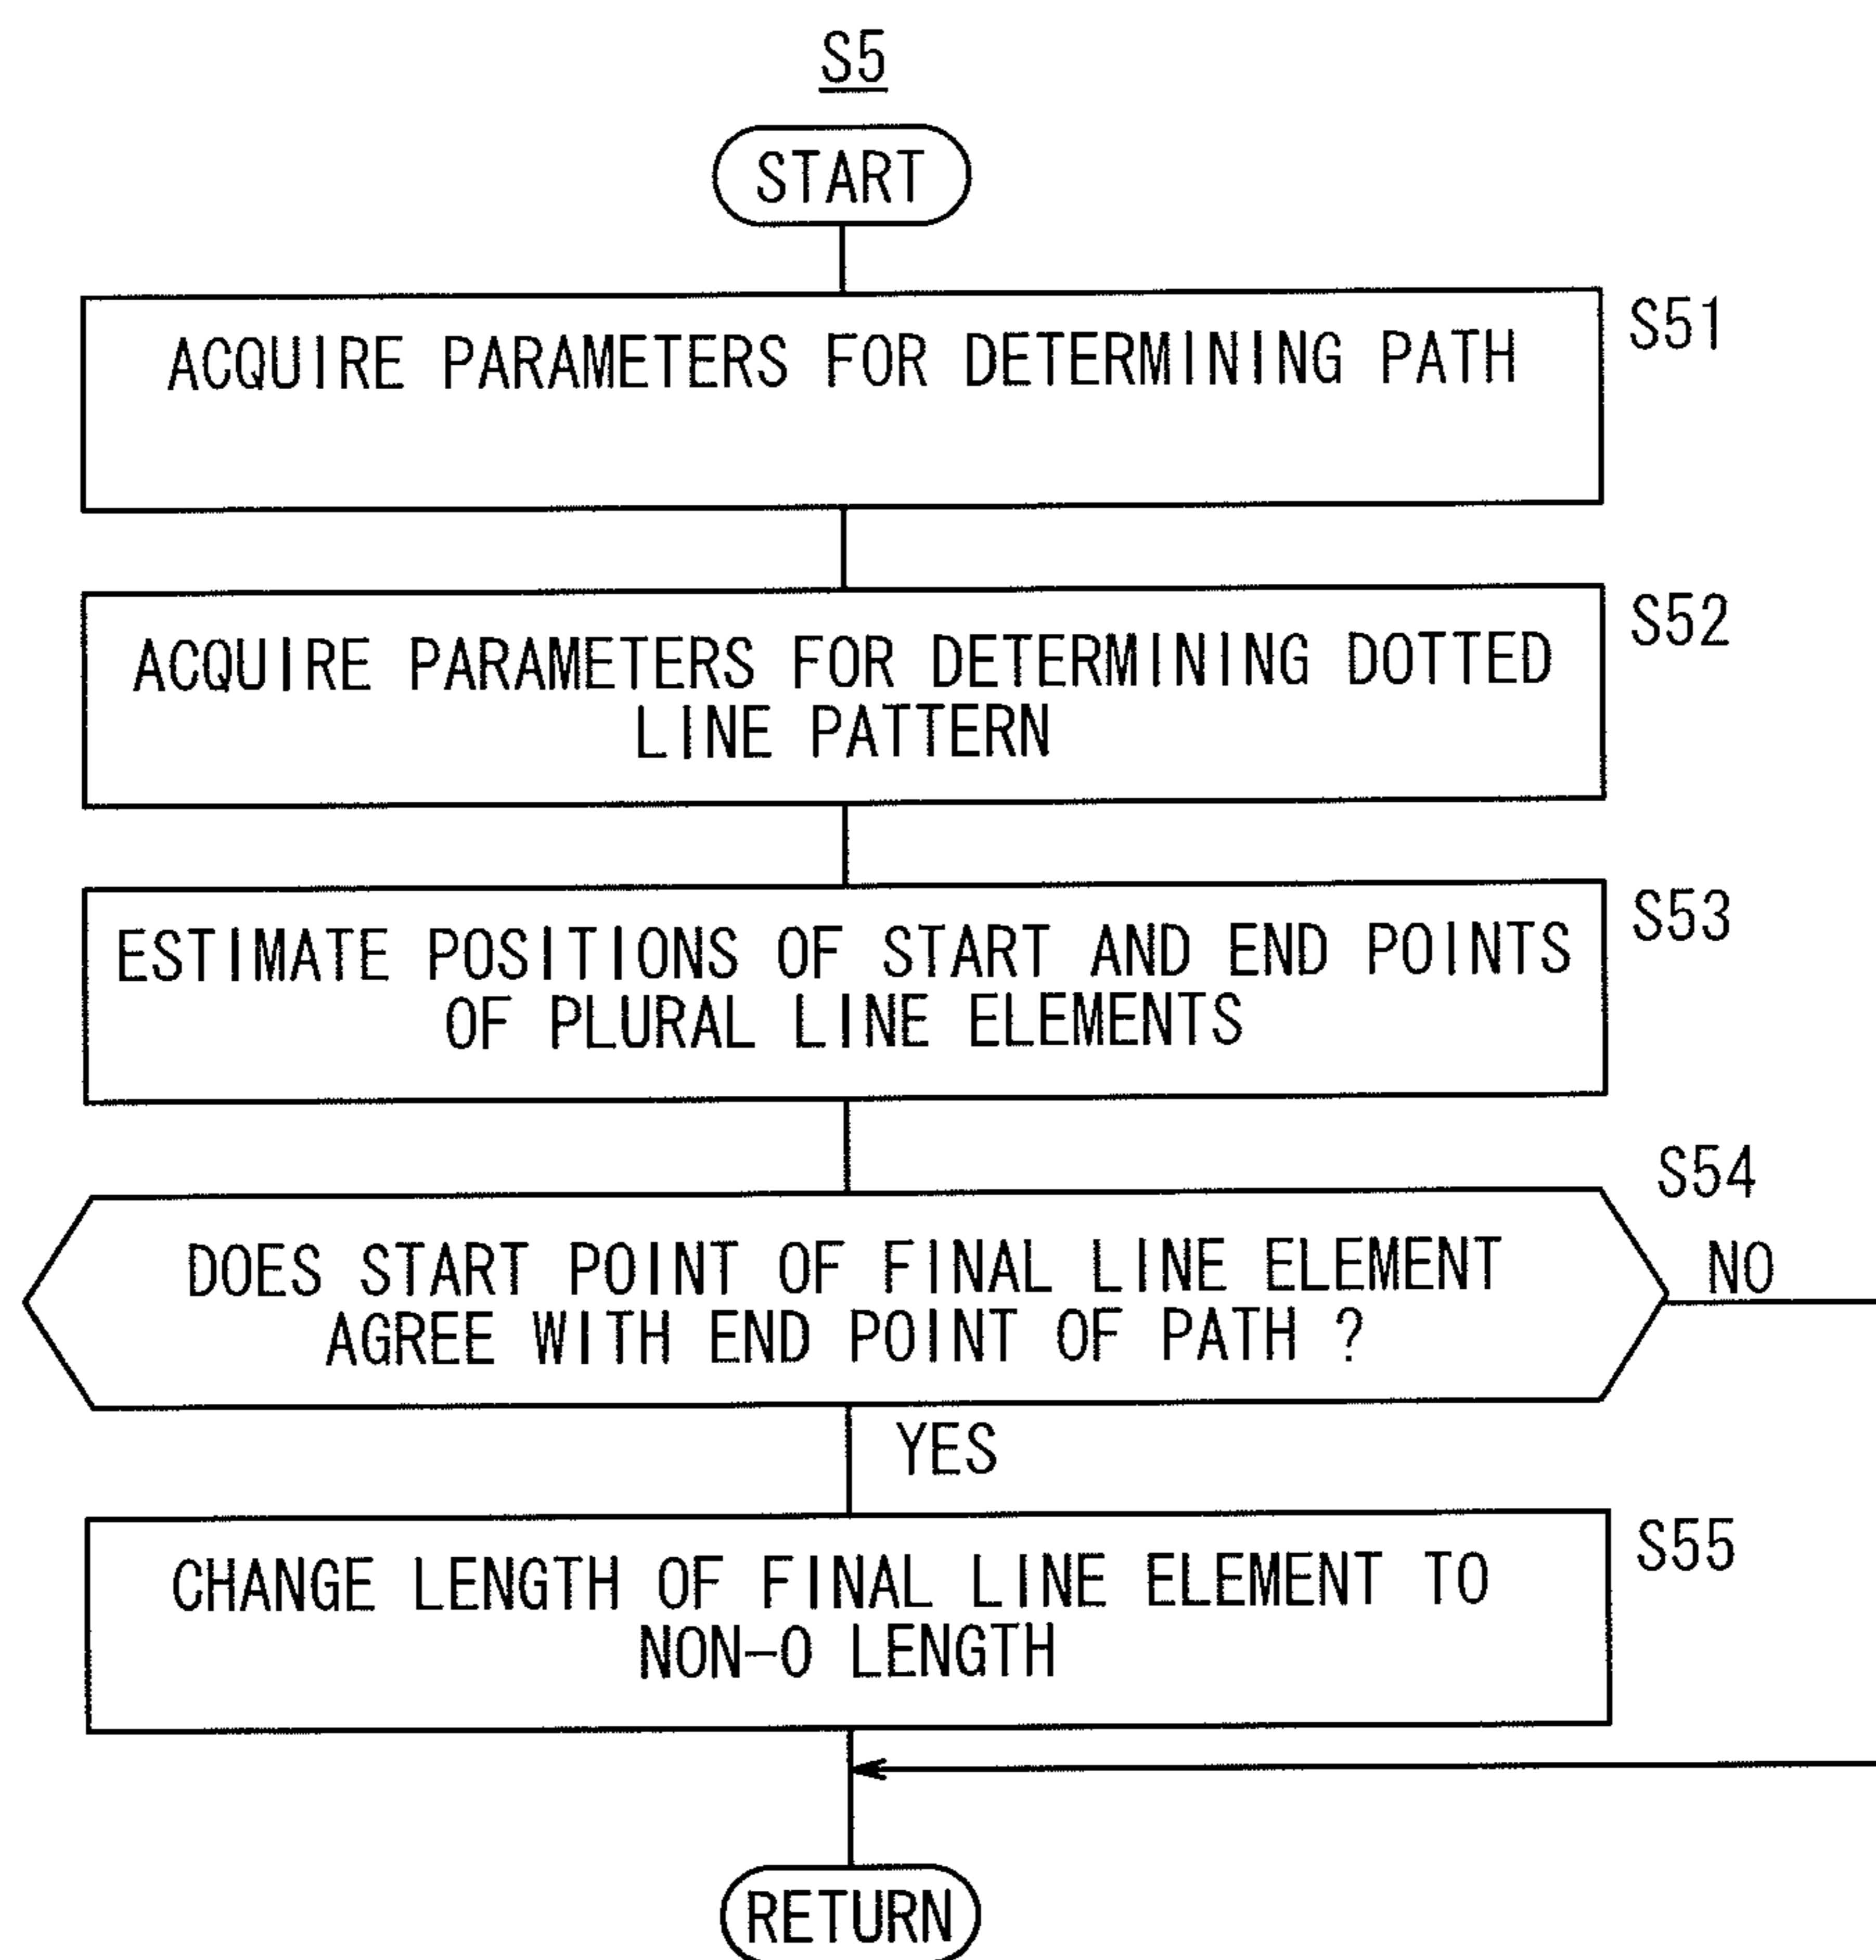 S5
START
ACQUIRE PARAMETERS FOR DETERMINING PATH
S51
ACQUIRE PARAMETERS FOR DETERMINING DOTTED
LINE PATTERN
S52
ESTIMATE POSITIONS OF START AND END POINTS
OF PLURAL LINE ELEMENTS
S53
DOES START POINT OF FINAL LINE ELEMENT
AGREE WITH END POINT OF PATH ?
S54
NO
YES
CHANGE LENGTH OF FINAL LINE ELEMENT TO
NON-0 LENGTH
S55
RETURN